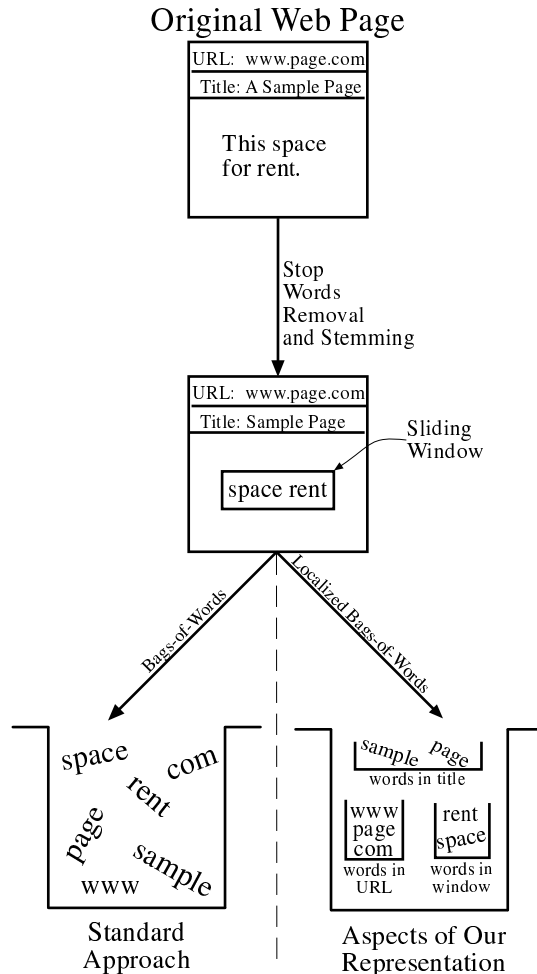 Original Web Page
URL: www.page.com
Title: A Sample Page
This space
for rent.
Stop
Words
Removal
and Stemming
URL: www.page.com
Title: Sample Page
Sliding
Window
space rent
Bags-of-Words
Localized Bags-of-Words
space
com
rent
page
sample
www
Standard
Approach
sample page
words in title
www
page
com
words in
URL
rent
space
words in
window
Aspects of Our
Representation